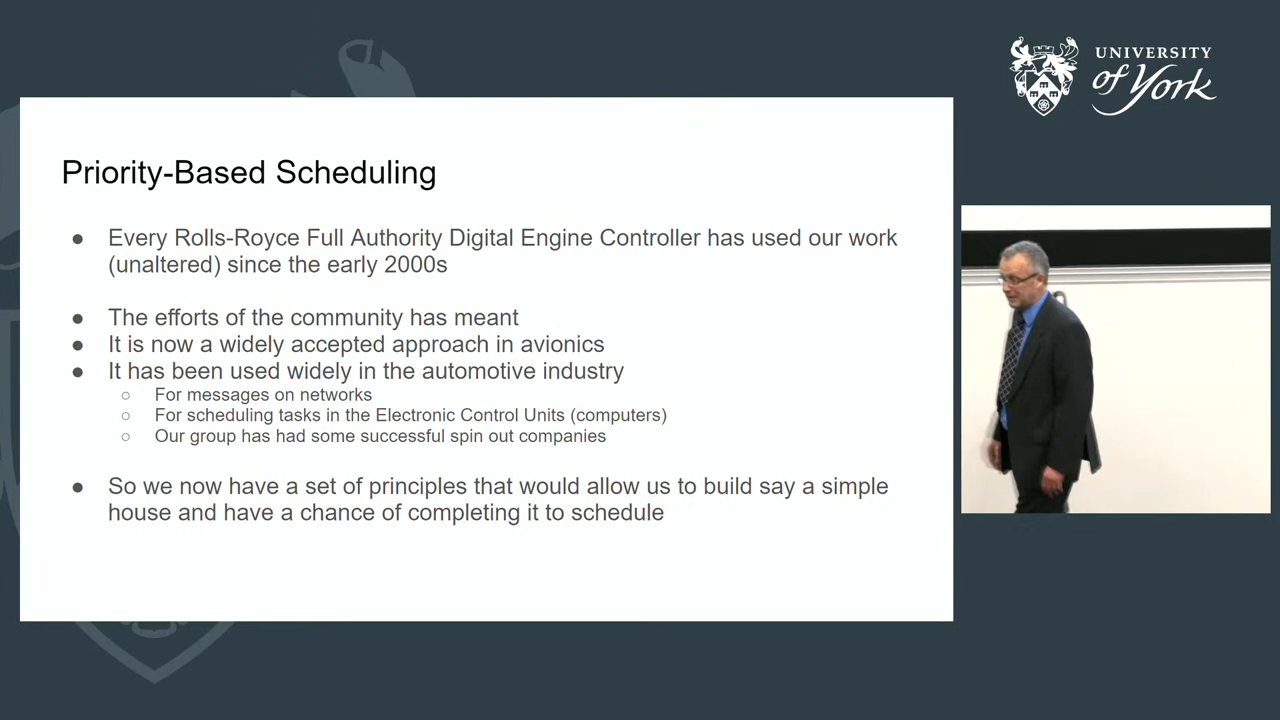 UNIVERSITY
of York
Priority-Based Scheduling
● Every Rolls-Royce Full Authority Digital Engine Controller has used our work
(unaltered) since the early 2000s
● The efforts of the community has meant
● It is now a widely accepted approach in avionics
● It has been used widely in the automotive industry
○ For messages on networks
○ For scheduling tasks in the Electronic Control Units (computers)
○ Our group has had some successful spin out companies
● So we now have a set of principles that would allow us to build say a simple
house and have a chance of completing it to schedule